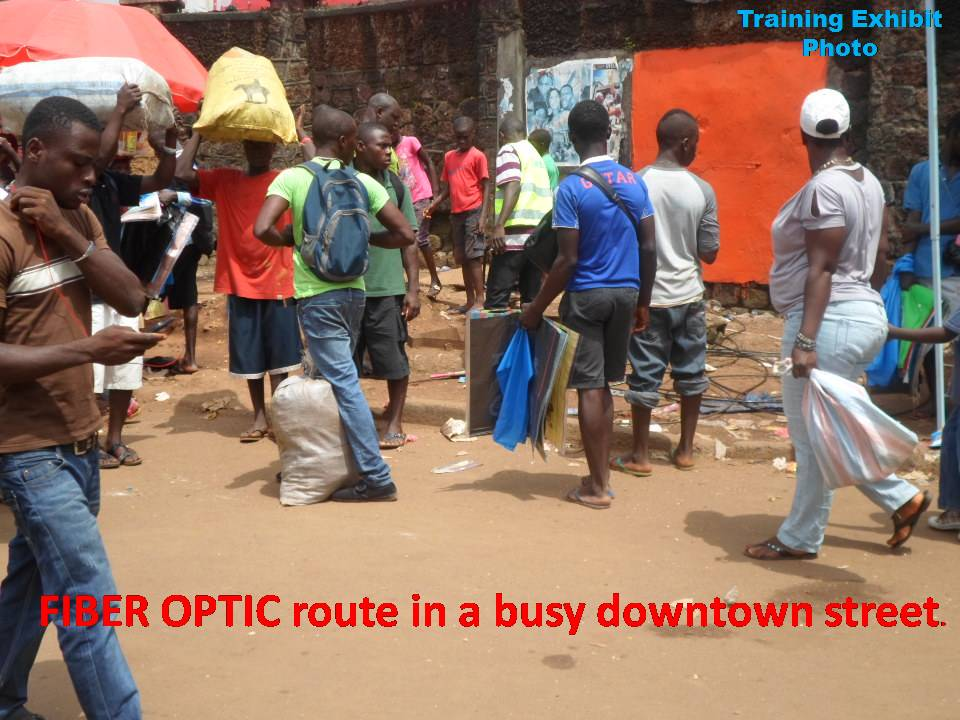 Training Exhibit
Photo
FIBER OPTIC route in a busy downtown street.